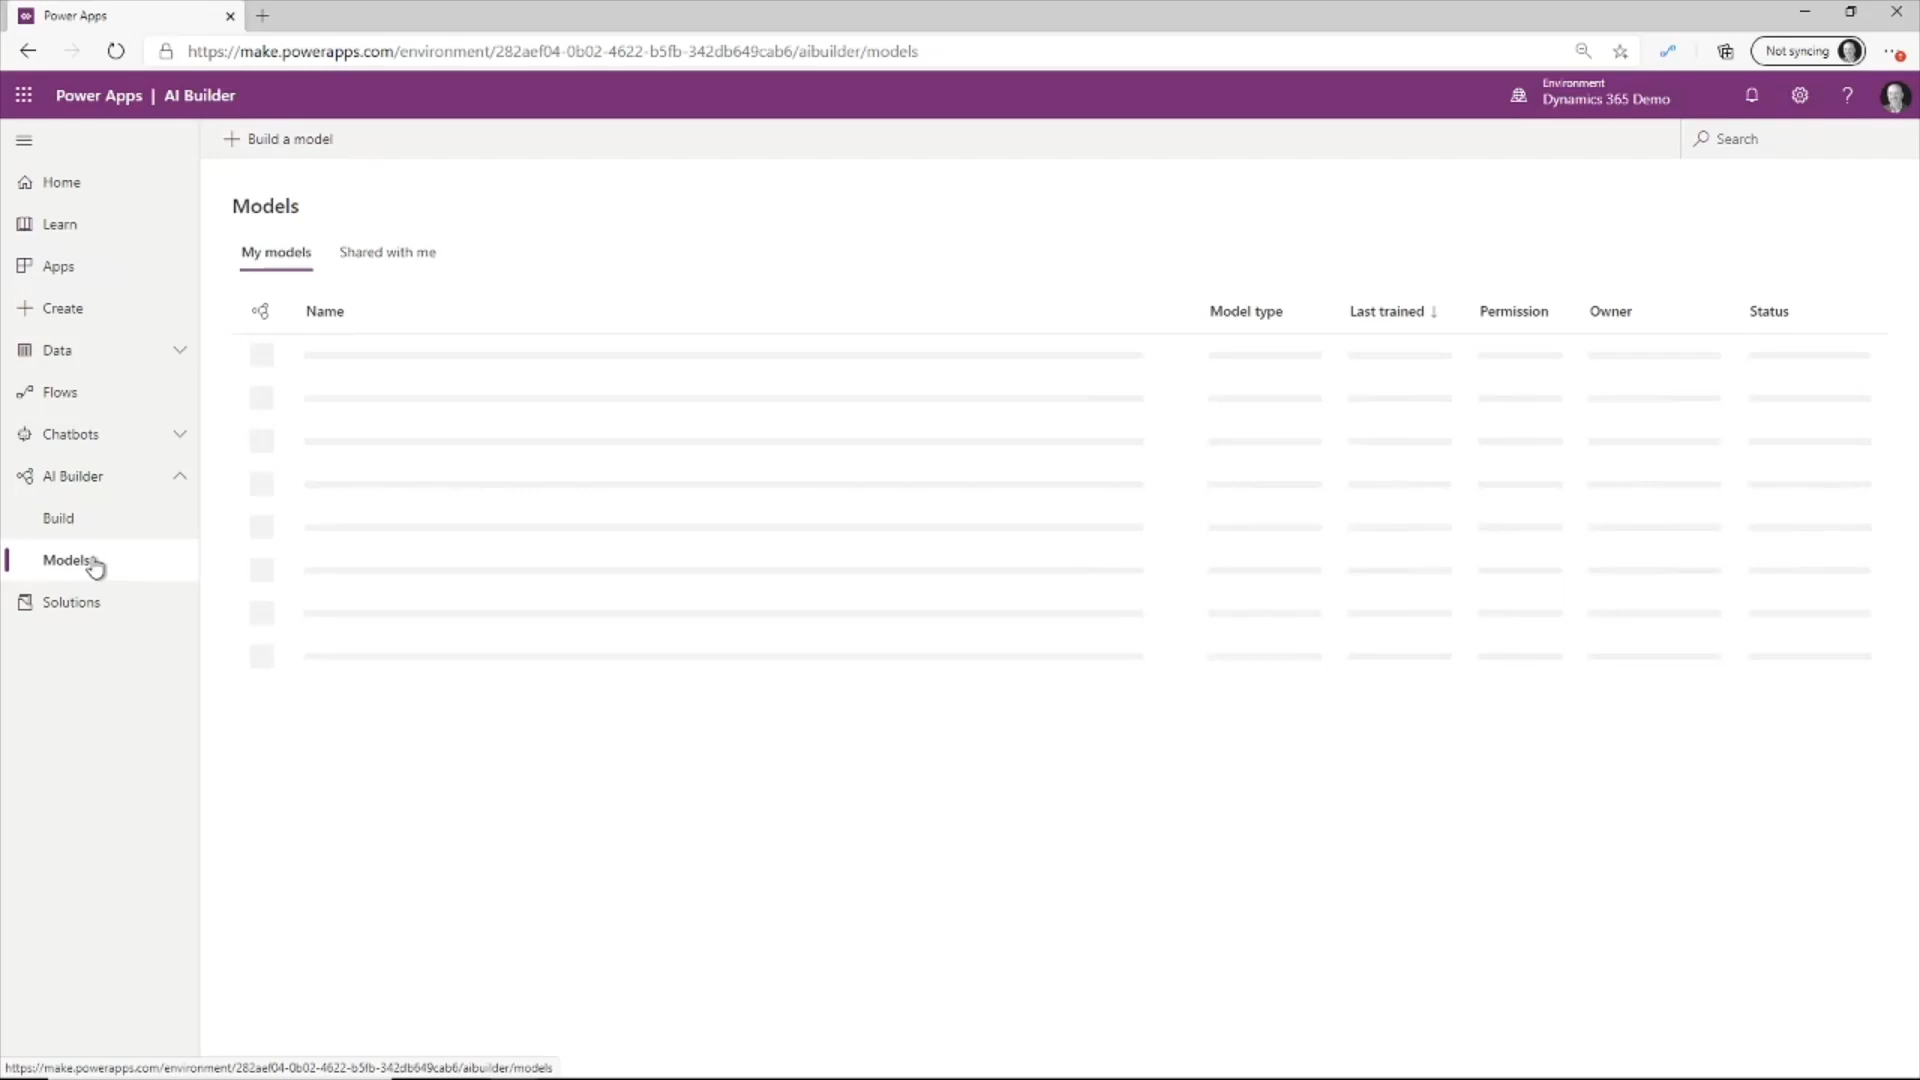 Power Apps
https://make.powerapps.com/environment/282aef04-0b02-4622-b5fb-342db649cab6/aibuilder/models
Not syncing
Power Apps | AI Builder
Environment
Dynamics 365 Demo
?
Build a model
Search
Home
Learn
Apps
Create
Data
Flows
Chatbots
AI Builder
Build
Models
Solutions
Models
My models Shared with me
Name Model type Last trained ↓ Permission Owner Status
https://make.powerapps.com/environment/282aef04-0b02-4622-b5fb-342db649cab6/aibuilder/models